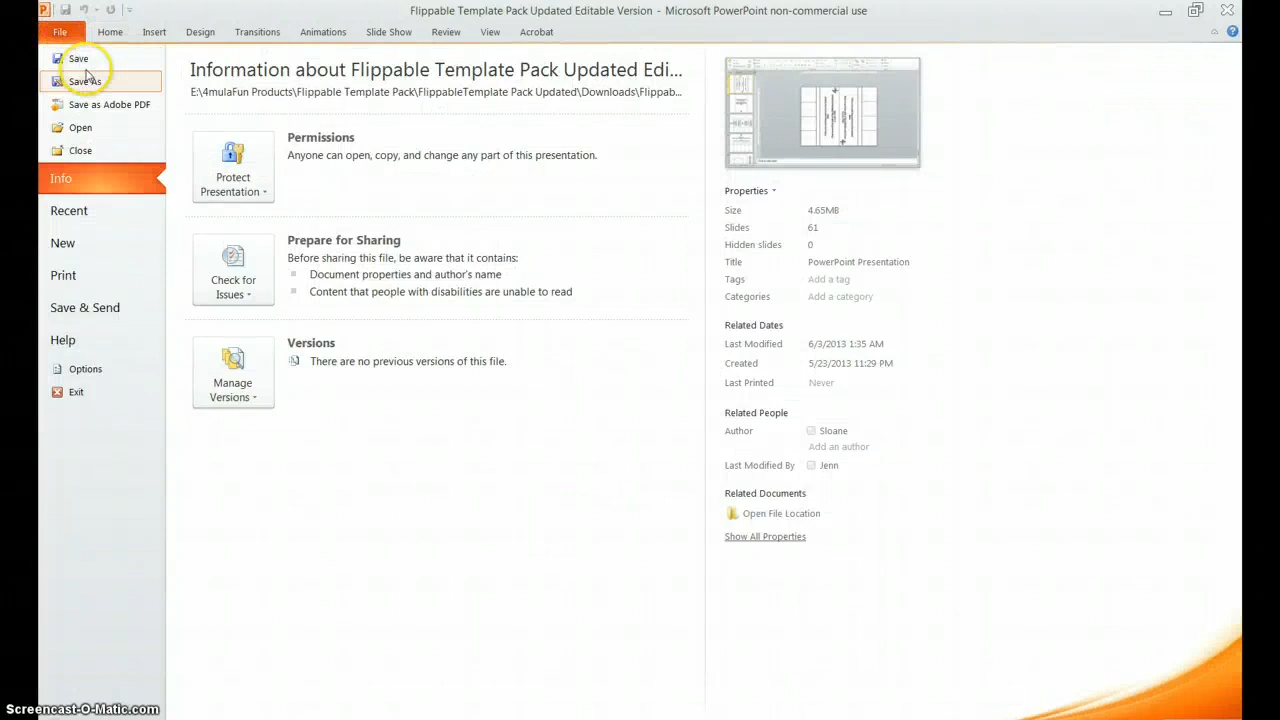 Flippable Template Pack Updated Editable Version - Microsoft PowerPoint non-commercial use
File Home Insert Design Transitions Animations Slide Show Review View Acrobat
Save
Save As
Save as Adobe PDF
Open
Close
Info
Recent
New
Print
Save & Send
Help
Options
Exit
Information about Flippable Template Pack Updated Edi...
E:\4mulaFun Products\Flippable Template Pack\FlippableTemplate Pack Updated\Downloads\Flippab...
Protect
Presentation
Permissions
Anyone can open, copy, and change any part of this presentation.
Check for
Issues
Prepare for Sharing
Before sharing this file, be aware that it contains:
Document properties and author's name
Content that people with disabilities are unable to read
Manage
Versions
Versions
There are no previous versions of this file.
Properties
Size 4.65MB
Slides 61
Hidden slides 0
Title PowerPoint Presentation
Tags Add a tag
Categories Add a category
Related Dates
Last Modified 6/3/2013 1:35 AM
Created 5/23/2013 11:29 PM
Last Printed Never
Related People
Author Sloane
Add an author
Last Modified By Jenn
Related Documents
Open File Location
Show All Properties
Screencast-O-Matic.com